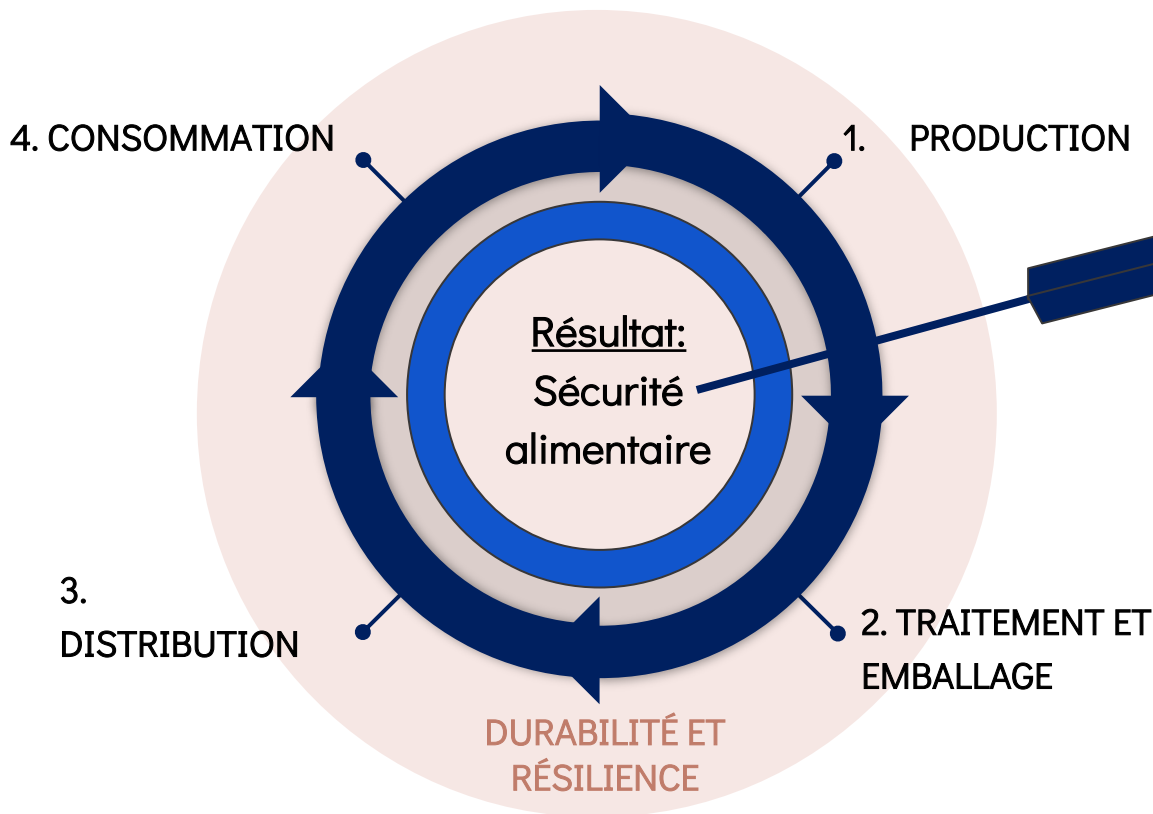 4. CONSOMMATION
1. PRODUCTION
Résultat:
Sécurité
alimentaire
3.
DISTRIBUTION
2. TRAITEMENT ET
EMBALLAGE
DURABILITÉ ET
RÉSILIENCE